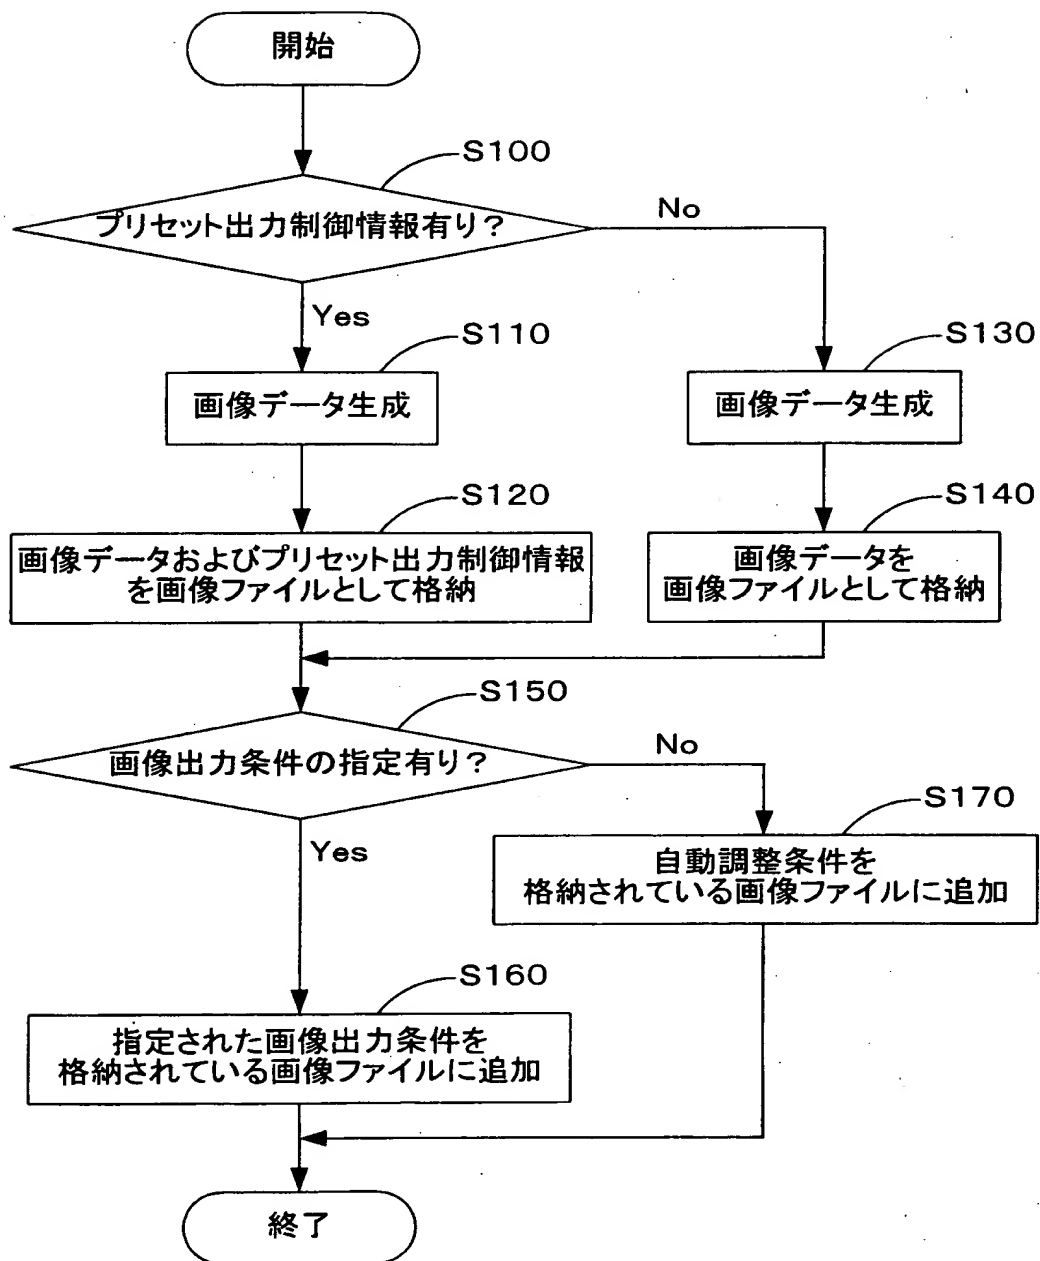 開始
S100
プリセット出力制御情報有り？
No
Yes
S110
画像データ生成
S130
画像データ生成
S120
画像データおよびプリセット出力制御情報
を画像ファイルとして格納
S140
画像データを
画像ファイルとして格納
S150
画像出力条件の指定有り？
No
Yes
S170
自動調整条件を
格納されている画像ファイルに追加
S160
指定された画像出力条件を
格納されている画像ファイルに追加
終了